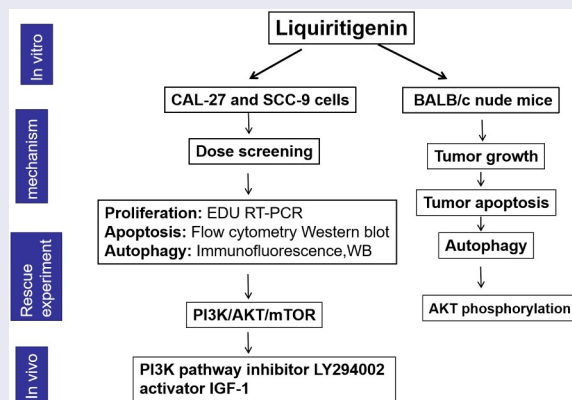 Liquiritigenin
In vitro
CAL-27 and SCC-9 cells
BALB/c nude mice
mechanism
Dose screening
Tumor growth
Tumor apoptosis
Proliferation: EDU RT-PCR
Apoptosis: Flow cytometry Western blot
Autophagy: Immunofluorescence,WB
Autophagy
Rescue
experiment
PI3K/AKT/mTOR
AKT phosphorylation
In vivo
PI3K pathway inhibitor LY294002
activator IGF-1